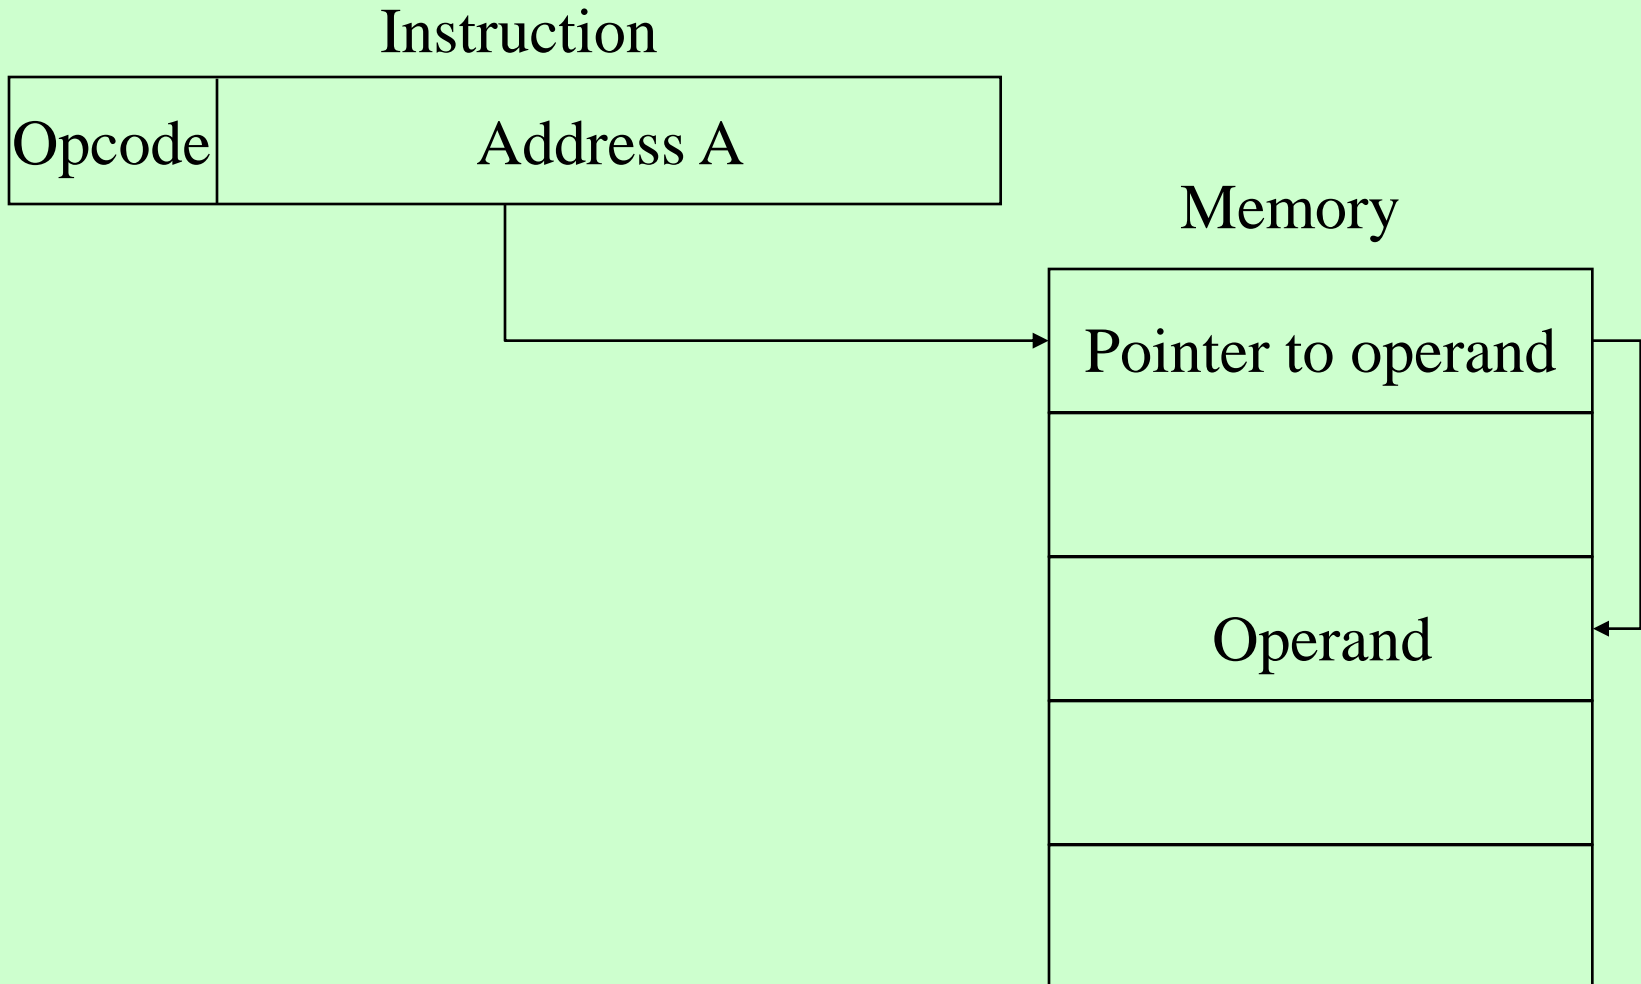 Instruction
Opcode
Address A
Memory
Pointer to operand
Operand